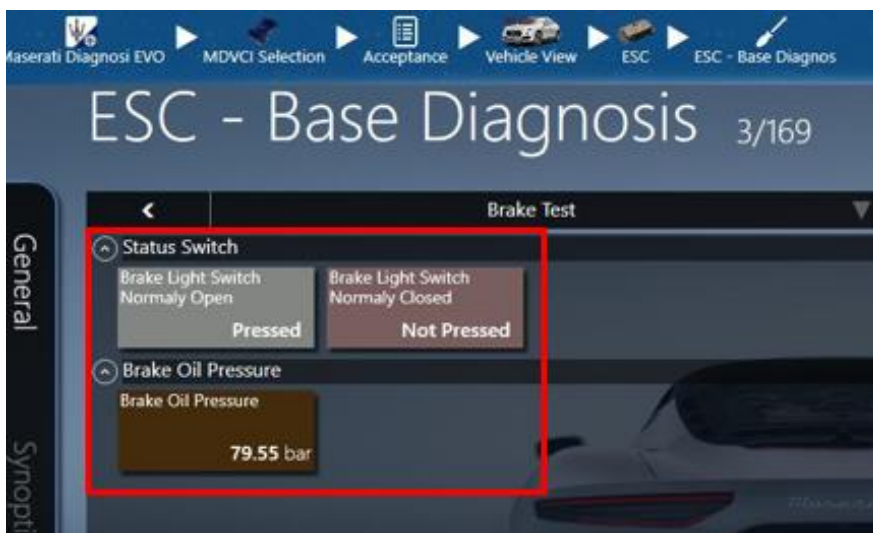 Maserati Diagnosi EVO MDVCI Selection Acceptance Vehicle View ESC ESC - Base Diagnos
ESC - Base Diagnosis 3/169
Brake Test
General
Status Switch
Brake Light Switch
Normaly Open
Pressed
Brake Light Switch
Normaly Closed
Not Pressed
Brake Oil Pressure
Brake Oil Pressure
79.55 bar
Synopti